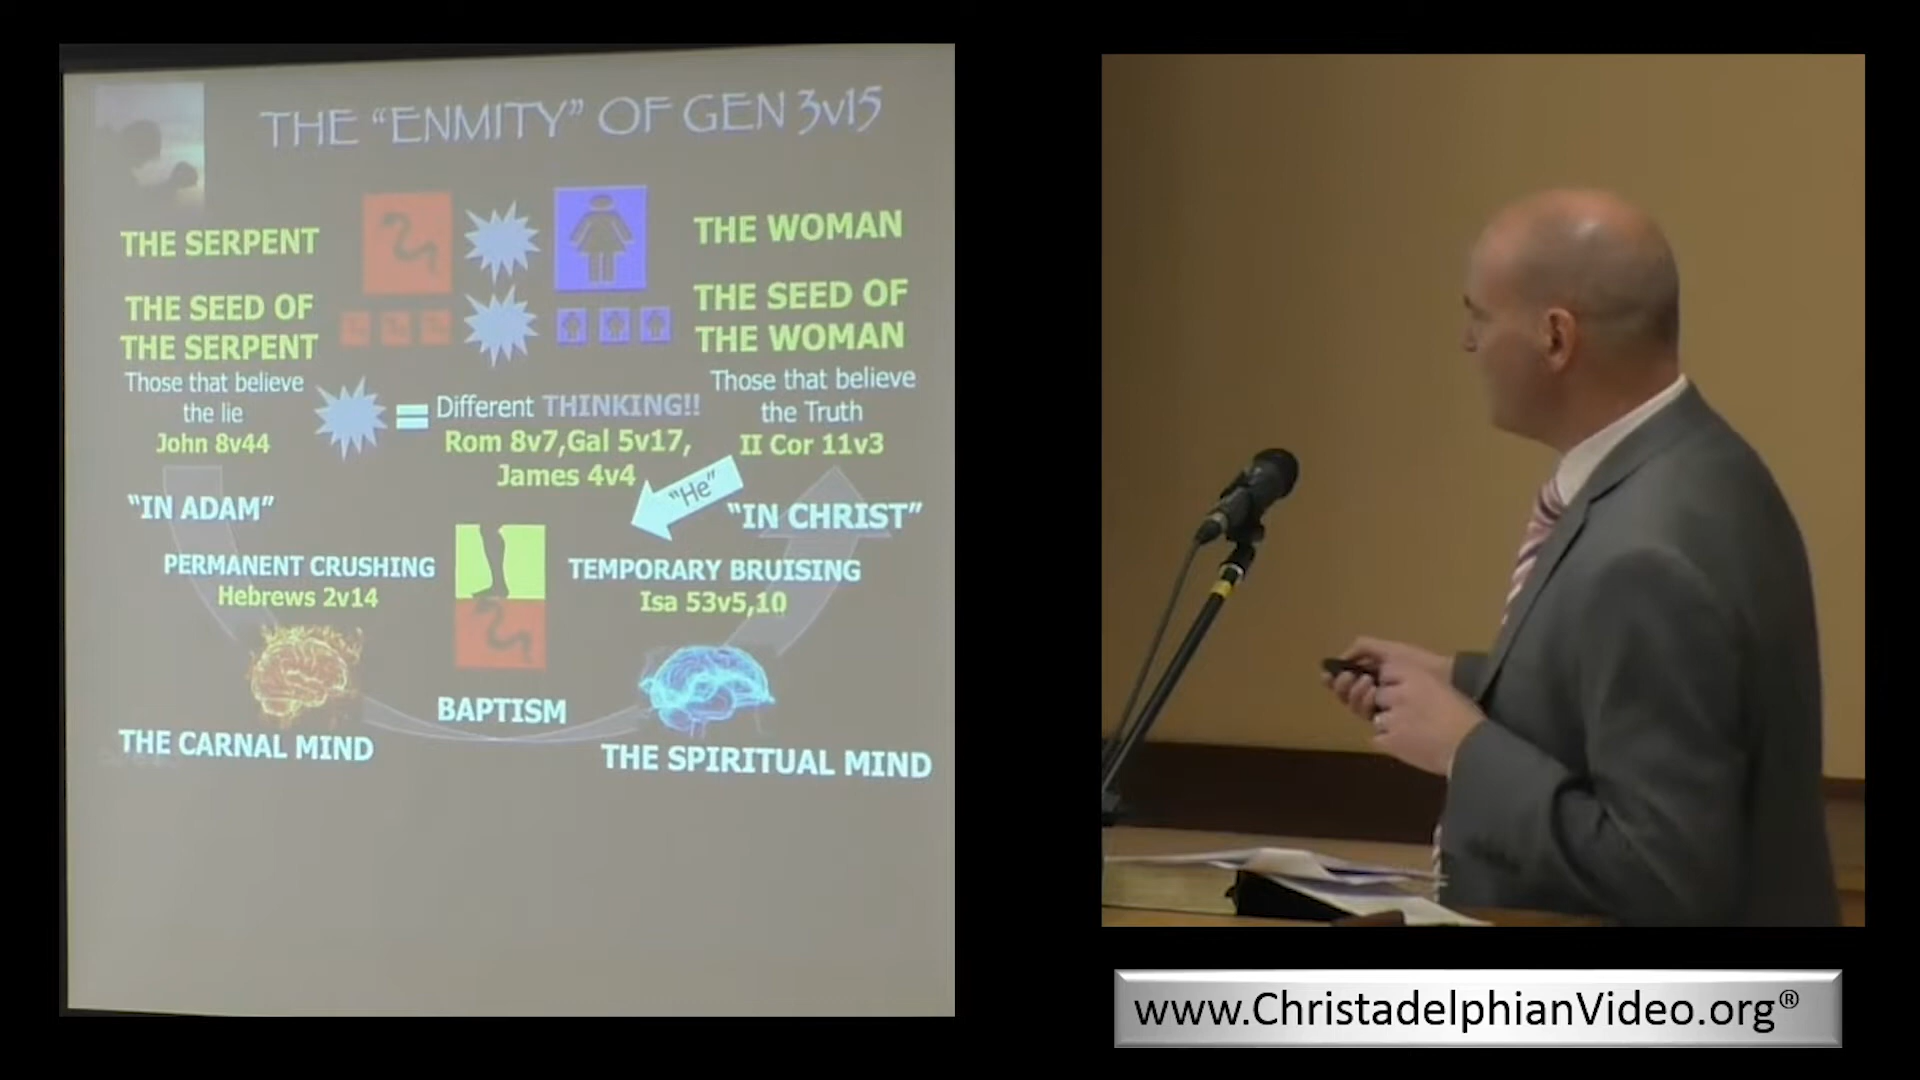 THE “ENMITY” OF GEN 3v15
THE SERPENT
THE WOMAN
THE SEED OF
THE SERPENT
THE SEED OF
THE WOMAN
Those that believe
the lie
John 8v44
= Different THINKING!!
Rom 8v7,Gal 5v17,
James 4v4
Those that believe
the Truth
II Cor 11v3
“He”
“IN ADAM”
“IN CHRIST”
PERMANENT CRUSHING
Hebrews 2v14
TEMPORARY BRUISING
Isa 53v5,10
BAPTISM
THE CARNAL MIND
THE SPIRITUAL MIND
www.ChristadelphianVideo.org®